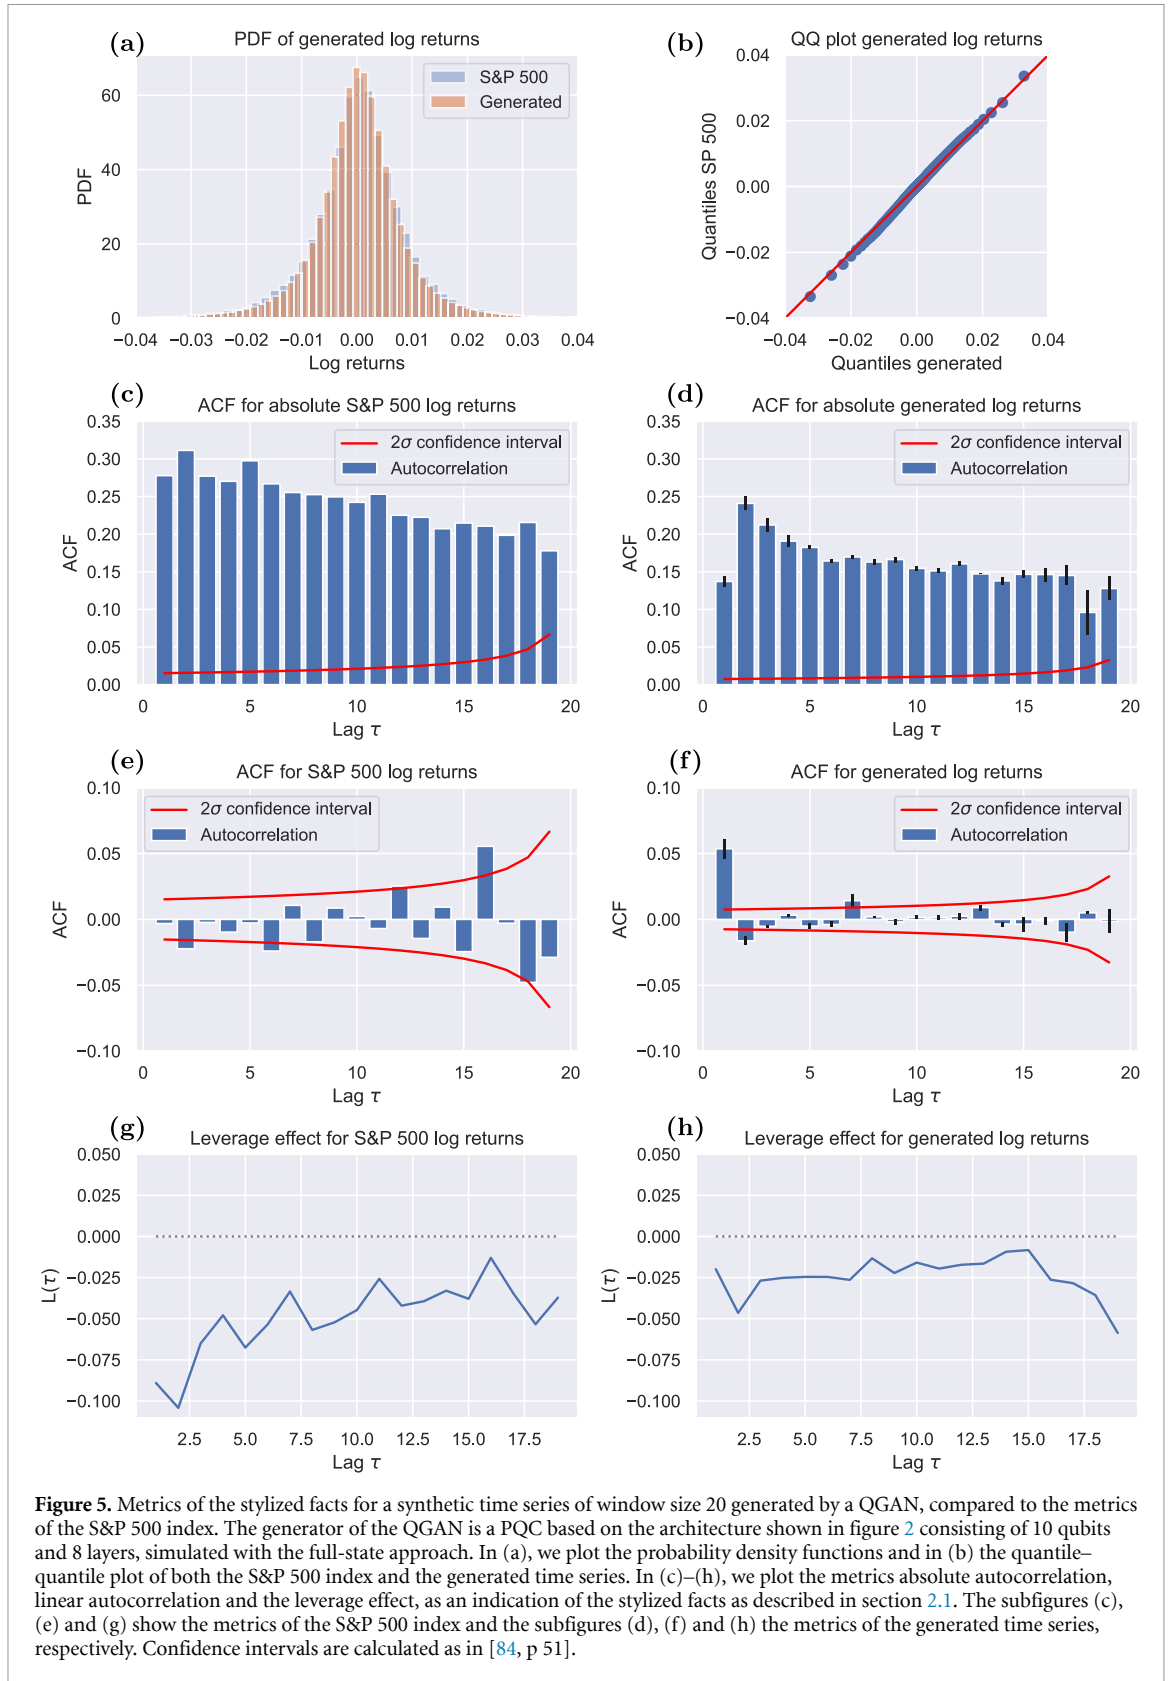 (a)
PDF of generated log returns
S&P 500
Generated
60
40
20
0
PDF
−0.04 −0.03 −0.02 −0.01 0.00 0.01 0.02 0.03 0.04
Log returns
(b)
QQ plot generated log returns
0.04
0.02
0.00
−0.02
−0.04
Quantiles SP 500
−0.04 −0.02 0.00 0.02 0.04
Quantiles generated
(c)
ACF for absolute S&P 500 log returns
2σ confidence interval
Autocorrelation
0.35
0.30
0.25
0.20
0.15
0.10
0.05
0.00
ACF
0 5 10 15 20
Lag τ
(d)
ACF for absolute generated log returns
2σ confidence interval
Autocorrelation
0.35
0.30
0.25
0.20
0.15
0.10
0.05
0.00
ACF
0 5 10 15 20
Lag τ
(e)
ACF for S&P 500 log returns
2σ confidence interval
Autocorrelation
0.10
0.05
0.00
−0.05
−0.10
ACF
0 5 10 15 20
Lag τ
(f)
ACF for generated log returns
2σ confidence interval
Autocorrelation
0.10
0.05
0.00
−0.05
−0.10
ACF
0 5 10 15 20
Lag τ
(g)
Leverage effect for S&P 500 log returns
0.050
0.025
0.000
−0.025
−0.050
−0.075
−0.100
L(τ)
2.5 5.0 7.5 10.0 12.5 15.0 17.5
Lag τ
(h)
Leverage effect for generated log returns
0.050
0.025
0.000
−0.025
−0.050
−0.075
−0.100
L(τ)
2.5 5.0 7.5 10.0 12.5 15.0 17.5
Lag τ
Figure 5. Metrics of the stylized facts for a synthetic time series of window size 20 generated by a QGAN, compared to the metrics
of the S&P 500 index. The generator of the QGAN is a PQC based on the architecture shown in figure 2 consisting of 10 qubits
and 8 layers, simulated with the full-state approach. In (a), we plot the probability density functions and in (b) the quantile–
quantile plot of both the S&P 500 index and the generated time series. In (c)–(h), we plot the metrics absolute autocorrelation,
linear autocorrelation and the leverage effect, as an indication of the stylized facts as described in section 2.1. The subfigures (c),
(e) and (g) show the metrics of the S&P 500 index and the subfigures (d), (f) and (h) the metrics of the generated time series,
respectively. Confidence intervals are calculated as in [84, p 51].